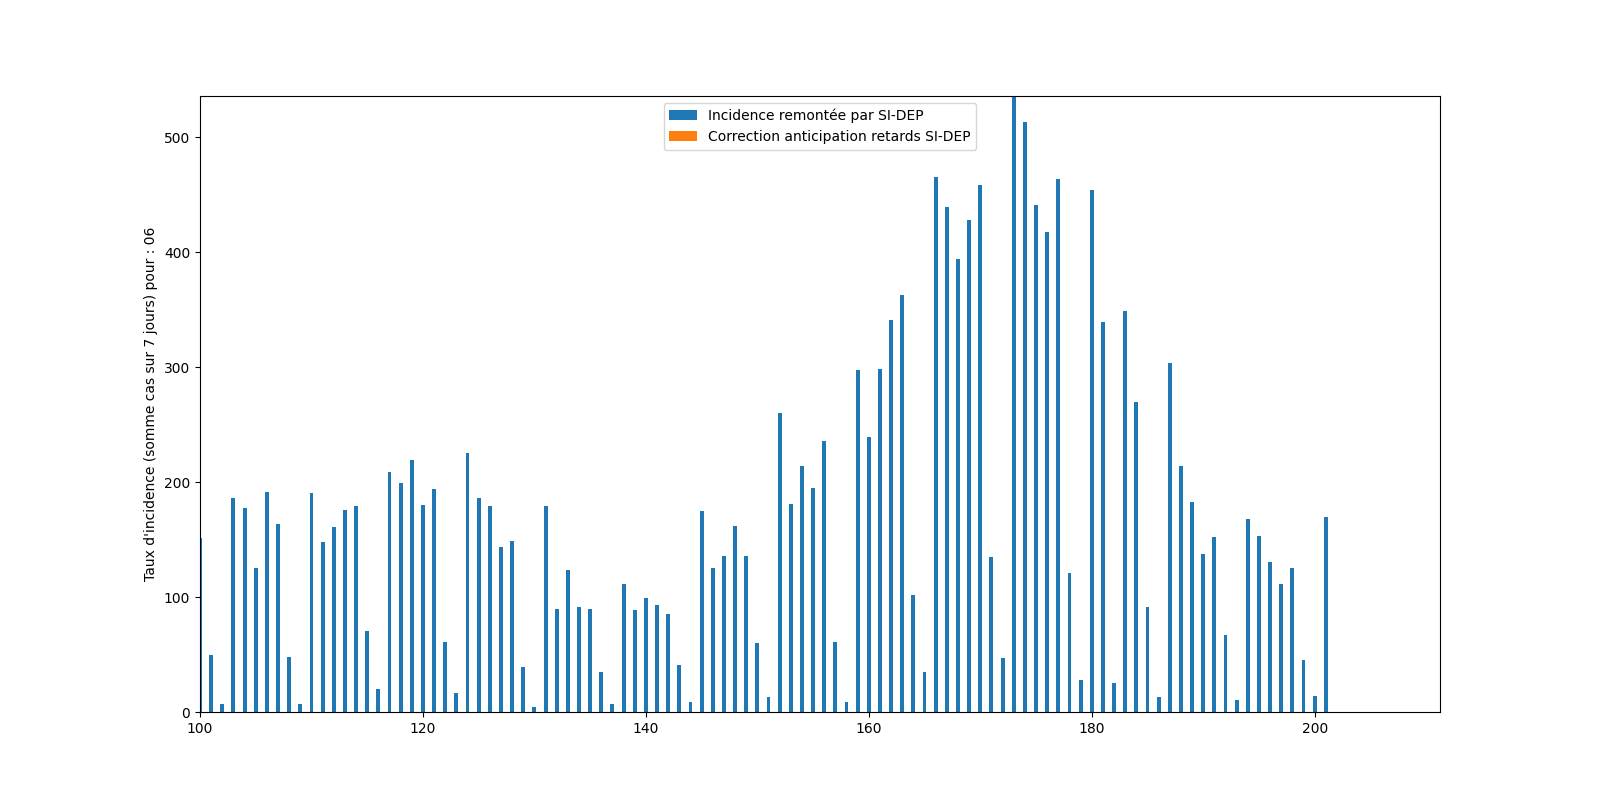 Incidence remontée par SI-DEP
Correction anticipation retards SI-DEP
Taux d'incidence (somme cas sur 7 jours) pour : 06
500
400
300
200
100
0
100 120 140 160 180 200